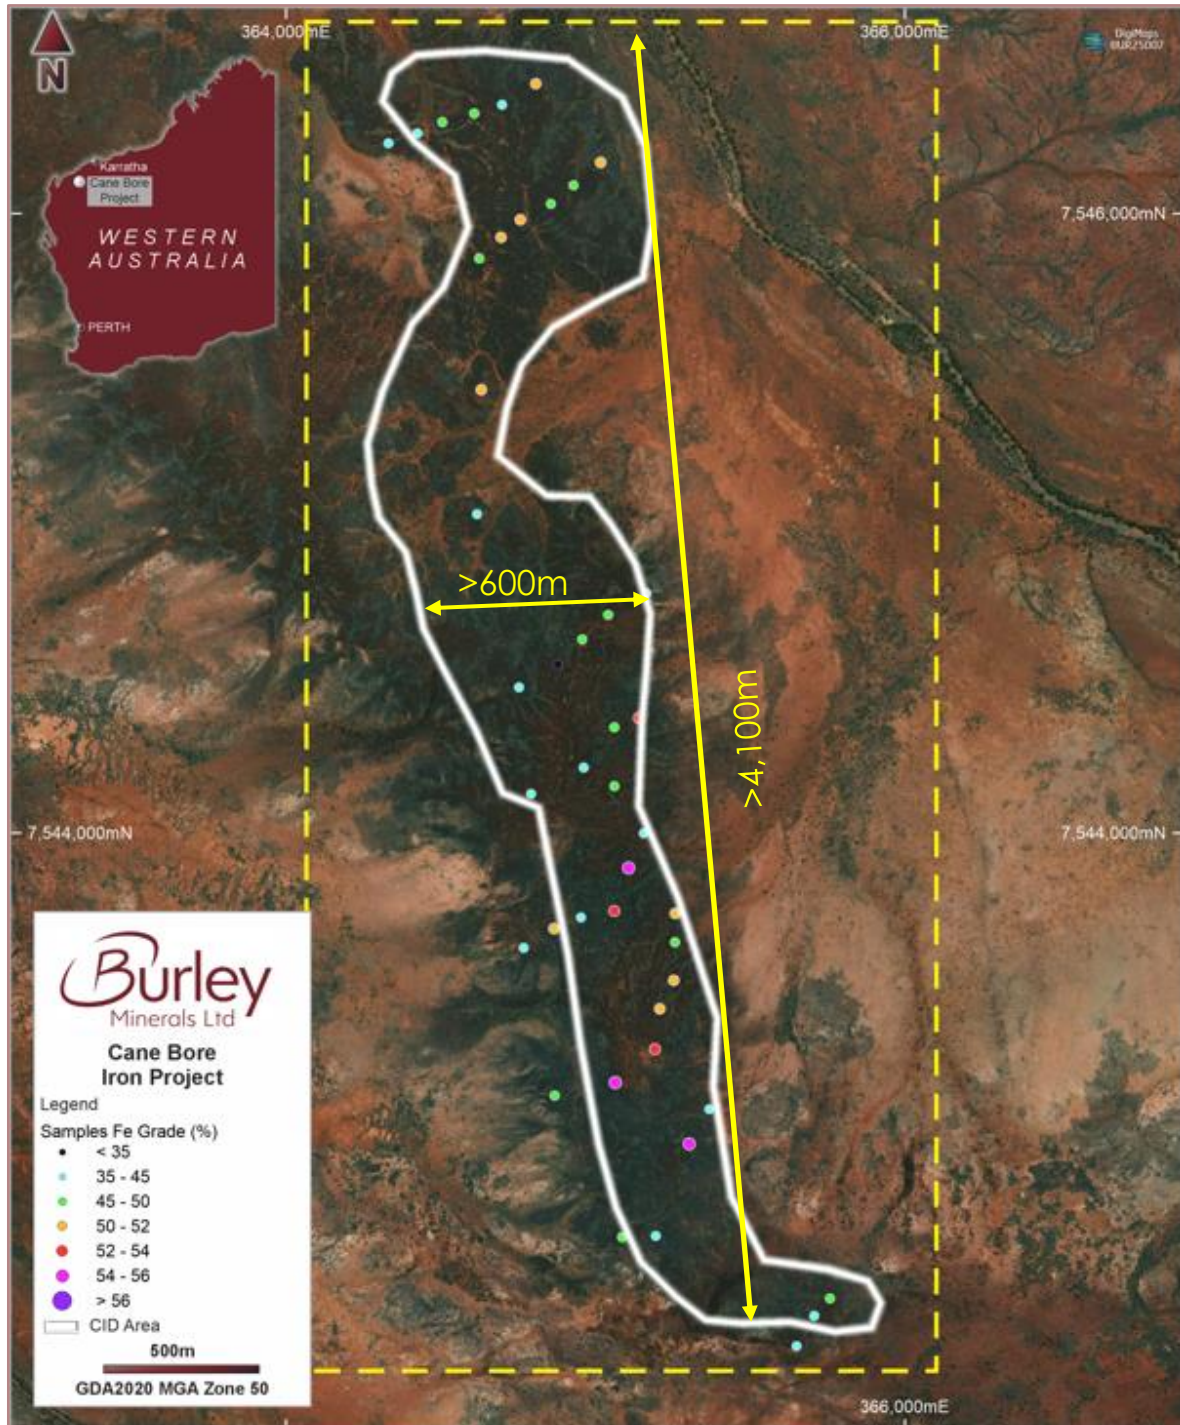 364,000mE
366,000mE
DigiMaps
BUR25007
N
Karratha
Cane Bore
Project
WESTERN
AUSTRALIA
PERTH
7,546,000mN
>600m
>4,100m
7,544,000mN
7,544,000mN
Burley
Minerals Ltd
Cane Bore
Iron Project
Legend
Samples Fe Grade (%)
< 35
35 - 45
45 - 50
50 - 52
52 - 54
54 - 56
> 56
CID Area
500m
GDA2020 MGA Zone 50
366,000mE